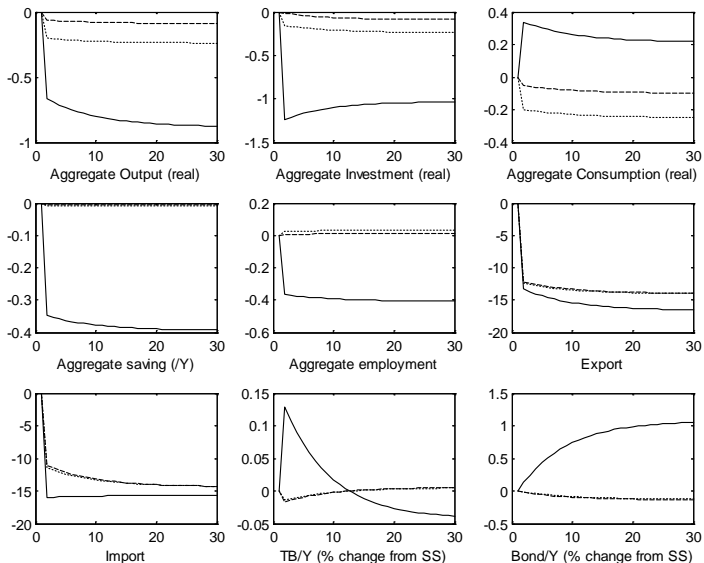 0
-0.5
-1
0 10 20 30
Aggregate Output (real)
0
-0.5
-1
-1.5
0 10 20 30
Aggregate Investment (real)
0.4
0.2
0
-0.2
-0.4
0 10 20 30
Aggregate Consumption (real)
0
-0.1
-0.2
-0.3
-0.4
0 10 20 30
Aggregate saving (/Y)
0.2
0
-0.2
-0.4
-0.6
0 10 20 30
Aggregate employment
0
-5
-10
-15
-20
0 10 20 30
Export
0
-5
-10
-15
-20
0 10 20 30
Import
0.15
0.1
0.05
0
-0.05
0 10 20 30
TB/Y (% change from SS)
1.5
1
0.5
0
-0.5
0 10 20 30
Bond/Y (% change from SS)